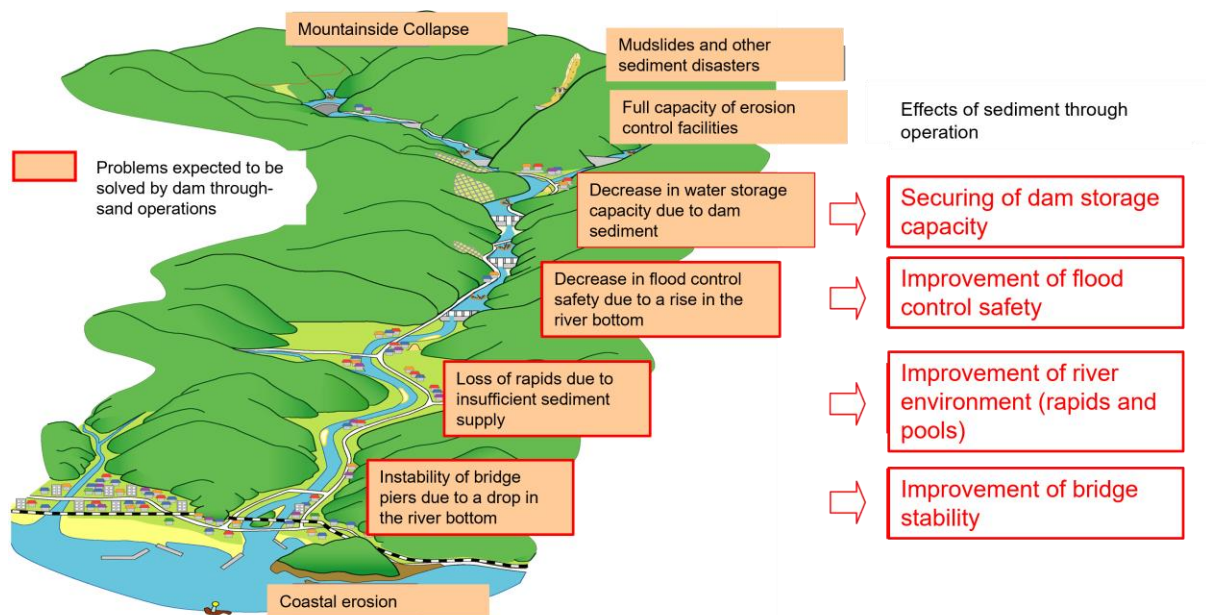 Mountainside Collapse
Mudslides and other
sediment disasters
Full capacity of erosion
control facilities
Effects of sediment through
operation
Problems expected to be
solved by dam through-
sand operations
Decrease in water storage
capacity due to dam
sediment
Securing of dam storage
capacity
Decrease in flood control
safety due to a rise in the
river bottom
Improvement of flood
control safety
Loss of rapids due to
insufficient sediment
supply
Improvement of river
environment (rapids and
pools)
Instability of bridge
piers due to a drop in
the river bottom
Improvement of bridge
stability
Coastal erosion